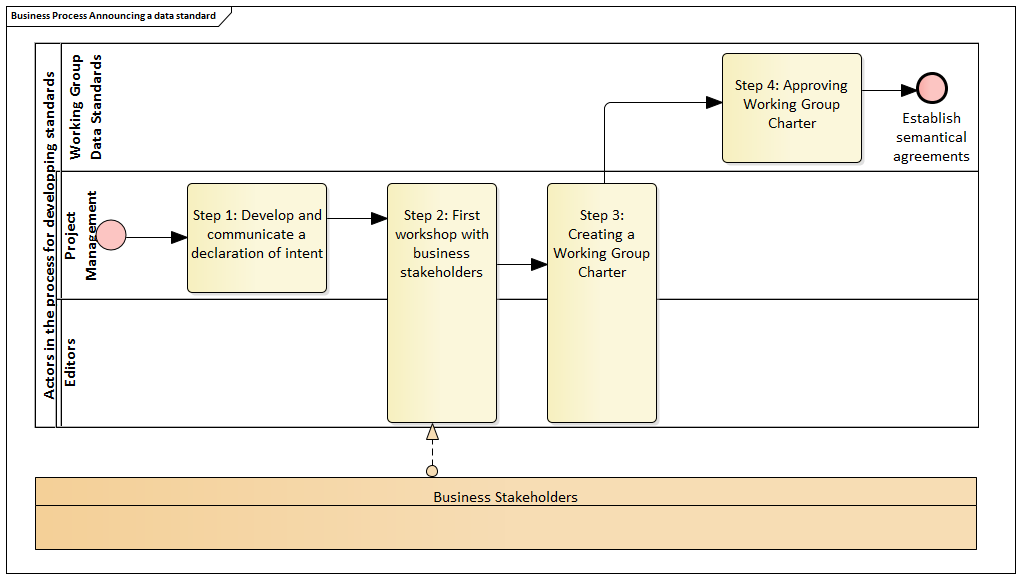 Business Process Announcing a data standard
Actors in the process for developping standards
Working Group
Data Standards
Step 4: Approving
Working Group
Charter
Establish
semantical
agreements
Project
Management
Step 1: Develop and
communicate a
declaration of intent
Step 2: First
workshop with
business
stakeholders
Step 3:
Creating a
Working Group
Charter
Editors
Business Stakeholders